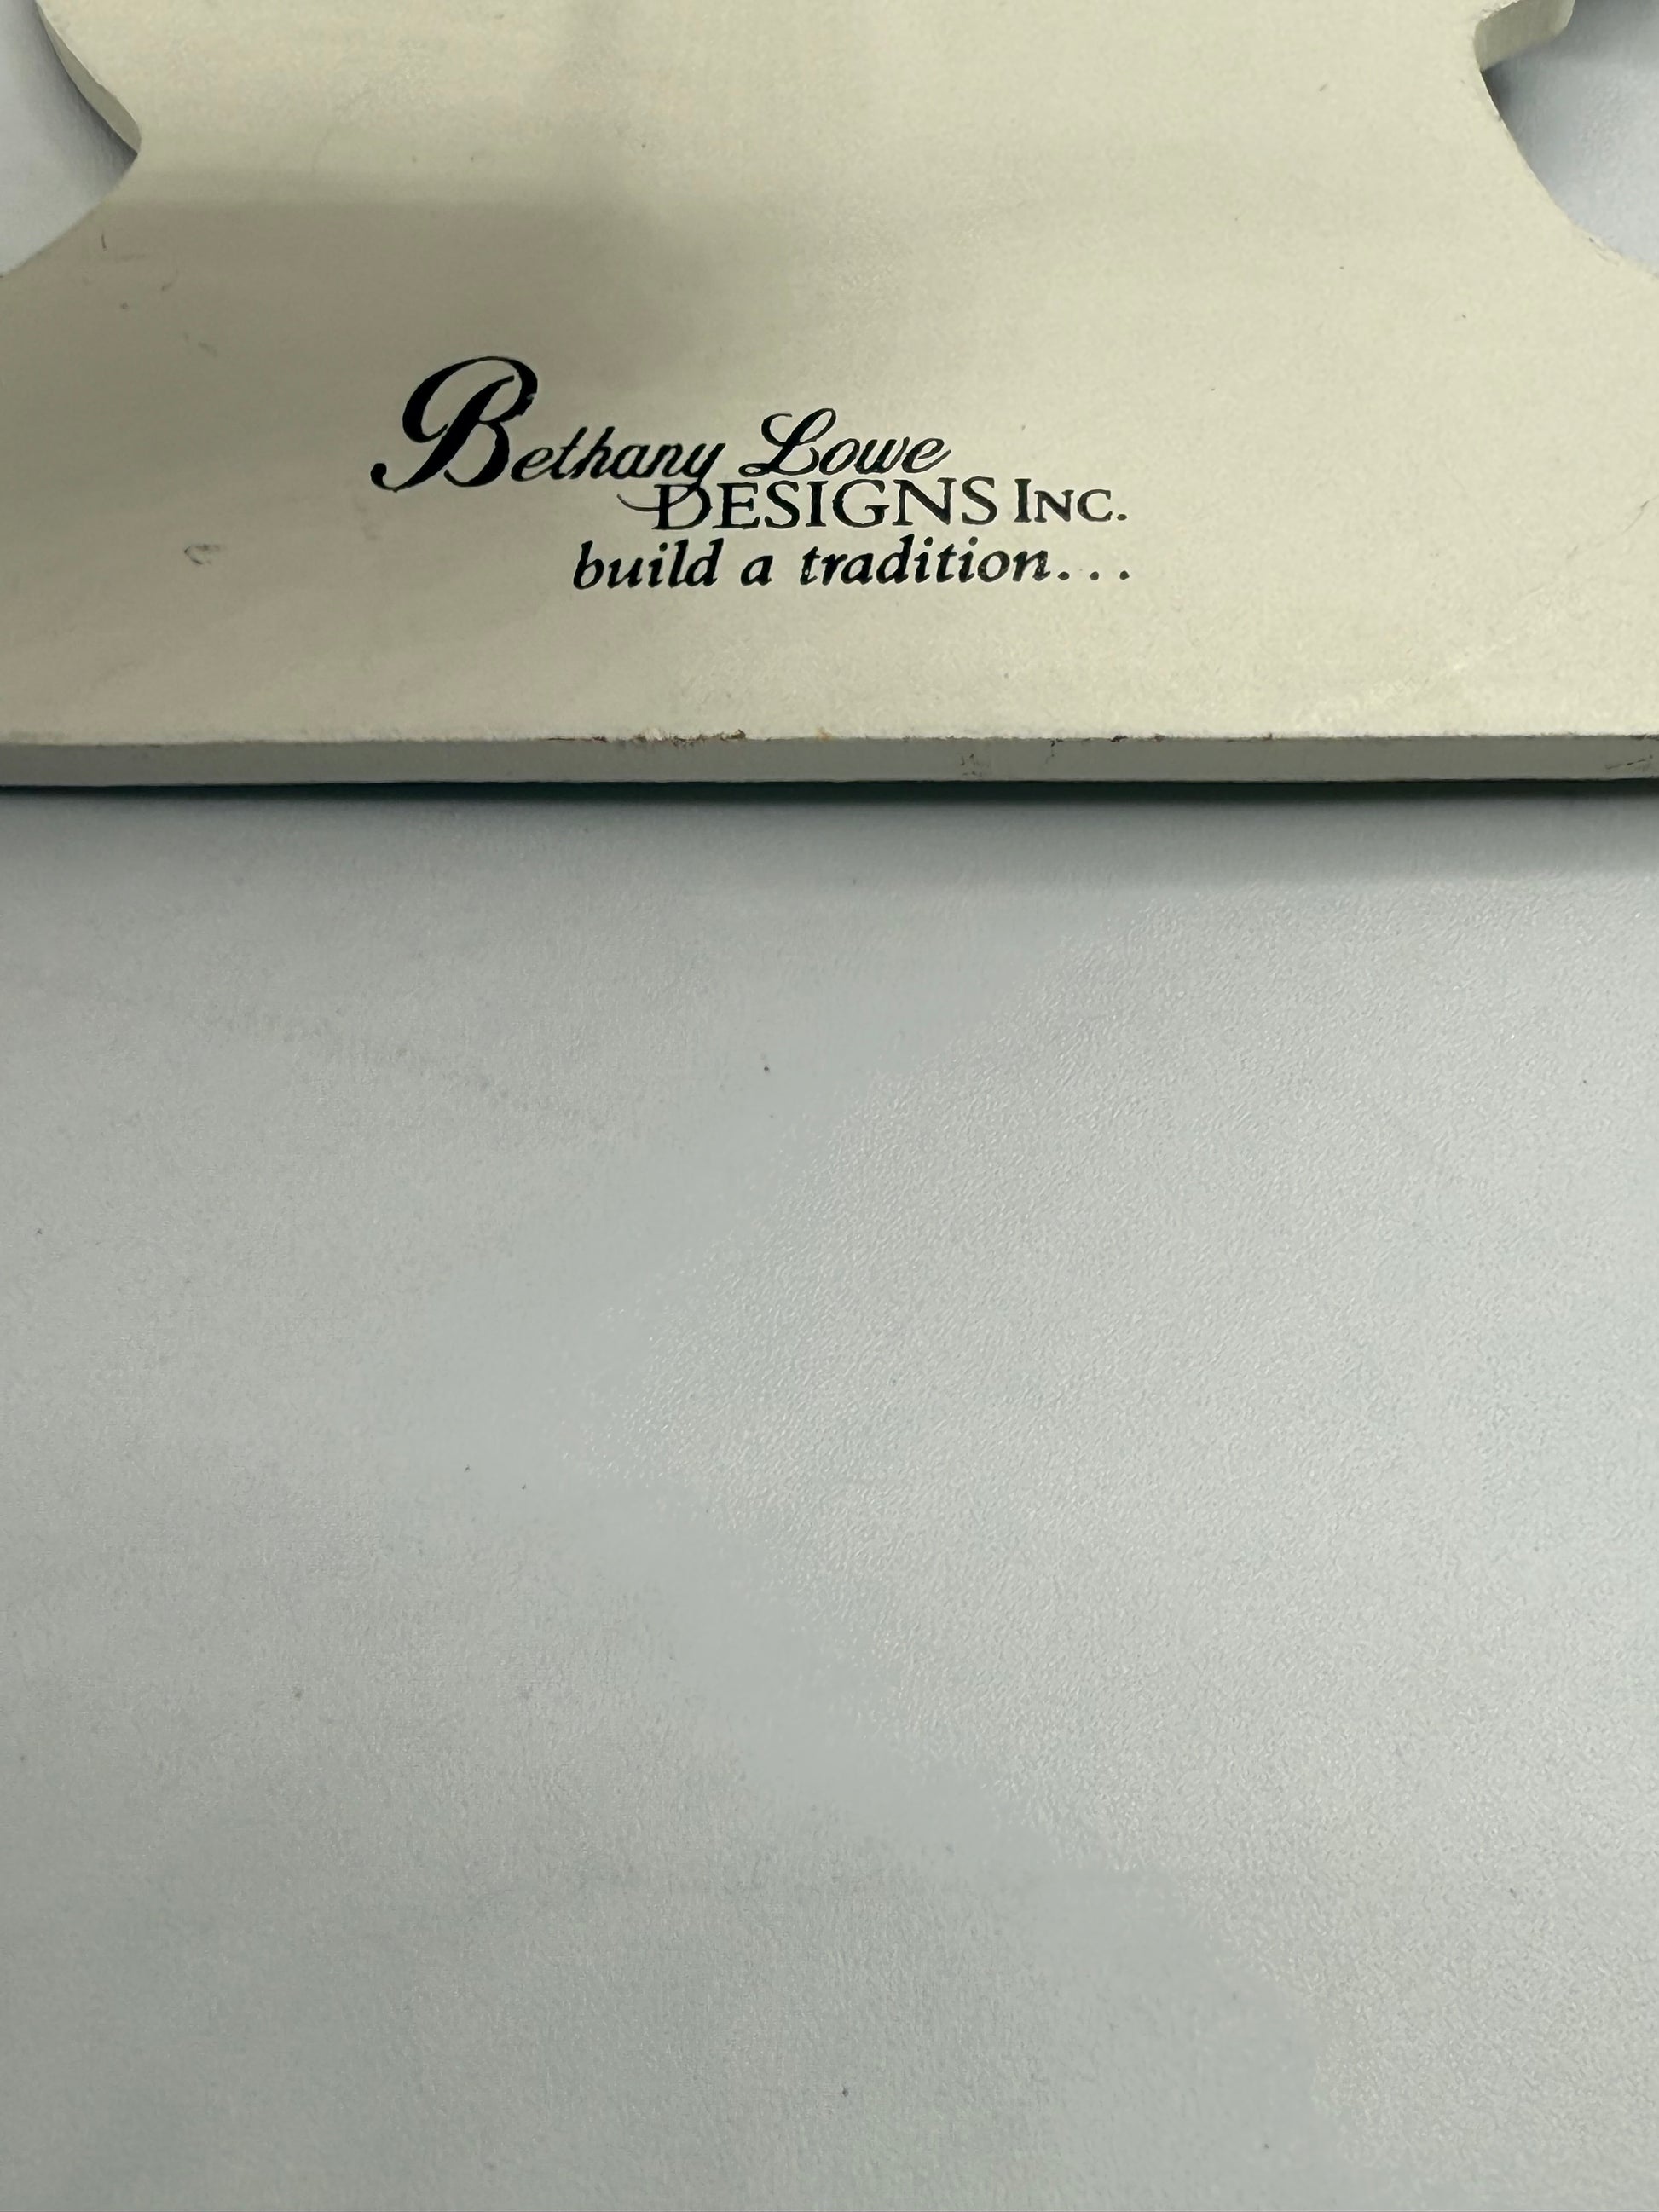 Bethany Lowe
DESIGNS INC.
build a tradition...